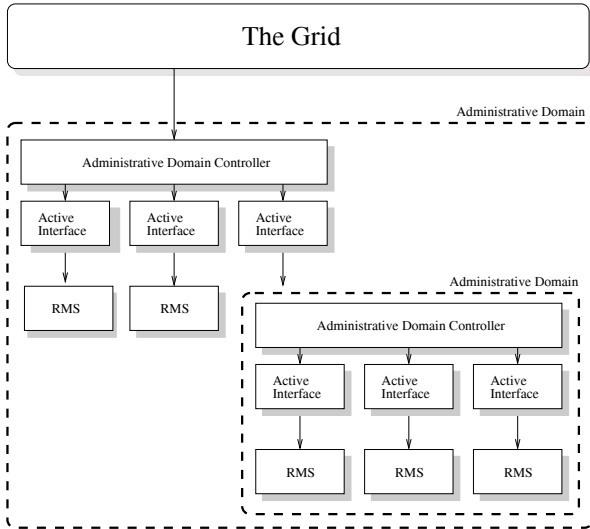 The Grid
Administrative Domain
Administrative Domain Controller
Active
Interface
Active
Interface
Active
Interface
RMS
RMS
Administrative Domain
Administrative Domain Controller
Active
Interface
Active
Interface
Active
Interface
RMS
RMS
RMS